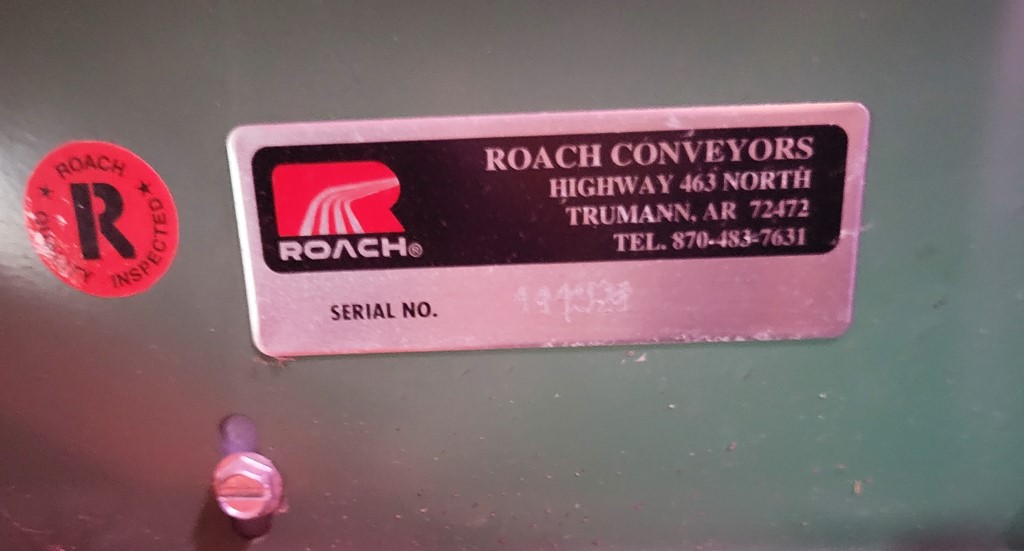 ROACH
R
INSPECTED
ROACH®
ROACH CONVEYORS
HIGHWAY 463 NORTH
TRUMANN, AR 72472
TEL. 870-483-7631
SERIAL NO.